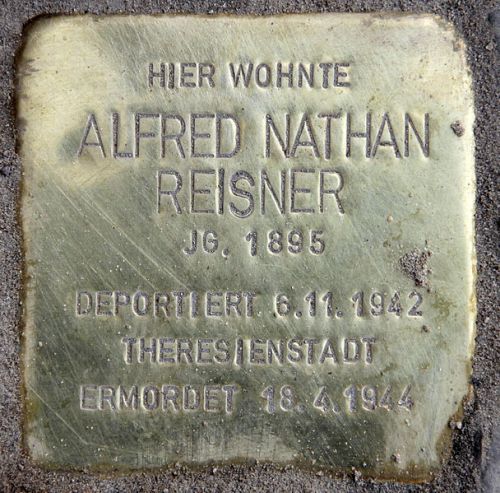 HIER WOHNTE
ALFRED NATHAN
REISNER
JG. 1895
DEPORTIERT 6.11.1942
THERESIENSTADT
ERMORDET 18.4.1944